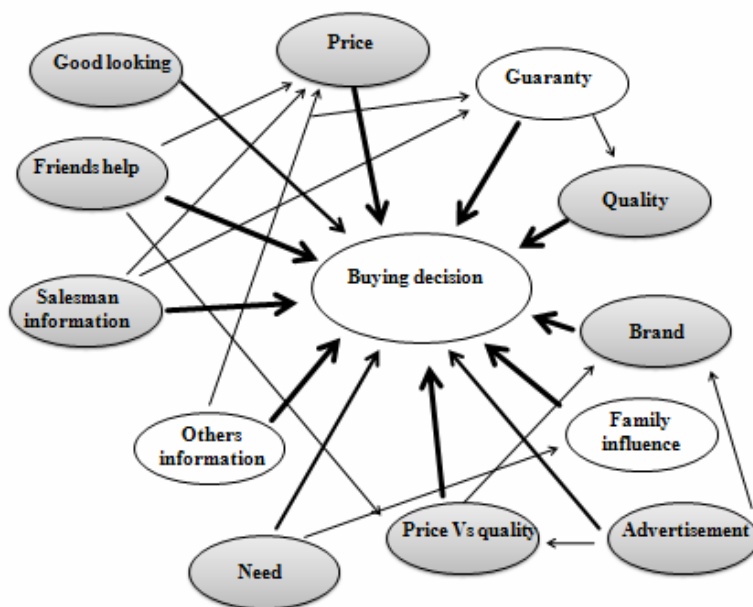 Price
Good looking
Guaranty
Friends help
Quality
Buying decision
Salesman
information
Brand
Family
influence
Others
information
Price Vs quality
Advertisement
Need